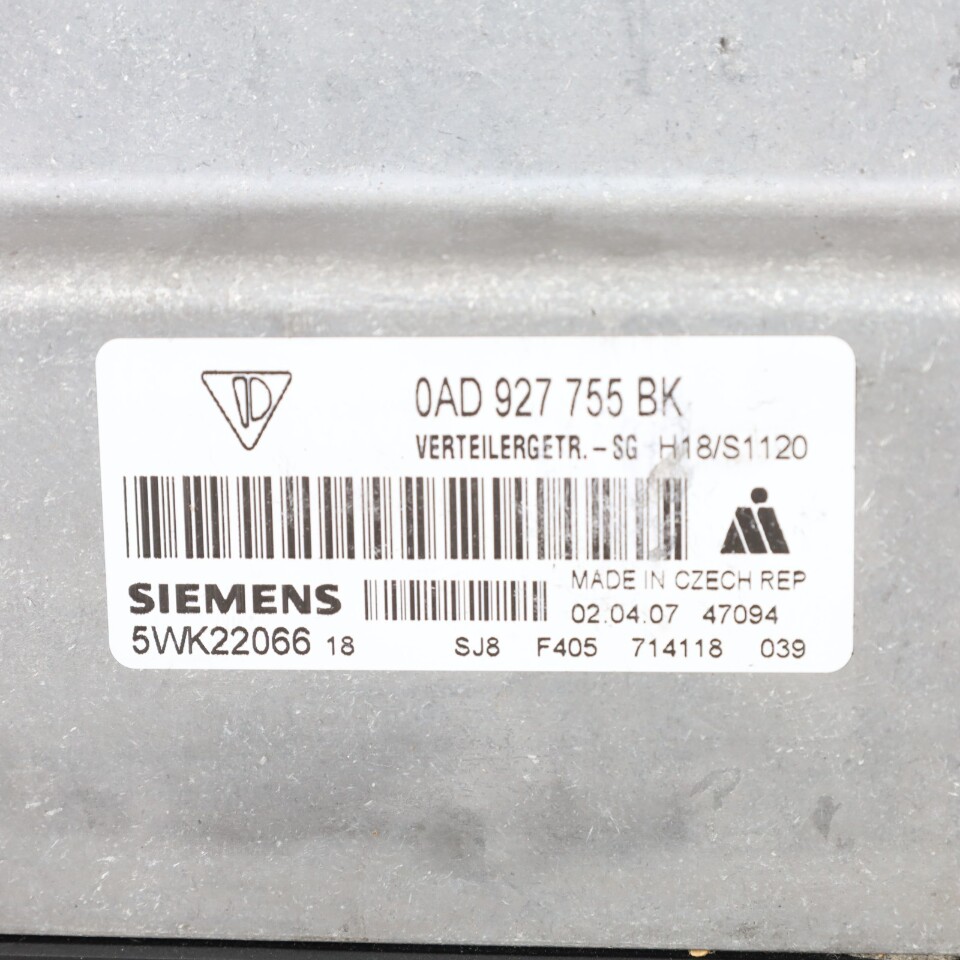 0AD 927 755 BK
VERTEILERGETR.-SG H18/S1120
SIEMENS
MADE IN CZECH REP
02.04.07 47094
5WK22066 18 SJ8 F405 714118 039